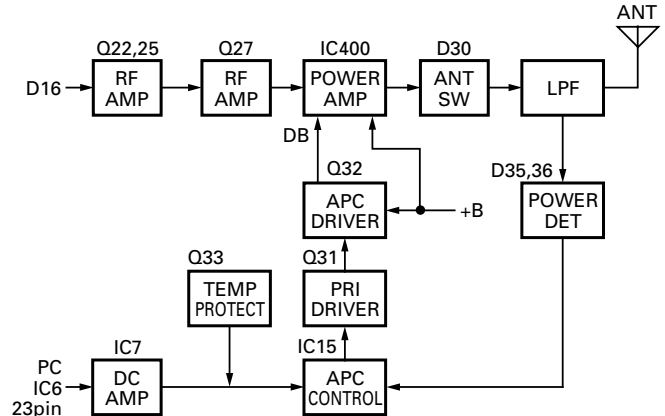 ANT
Q22,25
Q27
IC400
D30
D16
RF
AMP
RF
AMP
POWER
AMP
ANT
SW
LPF
DB
Q32
D35,36
APC
DRIVER
+B
POWER
DET
Q33
Q31
TEMP
PROTECT
PRI
DRIVER
IC7
IC15
PC
IC6
23pin
DC
AMP
APC
CONTROL